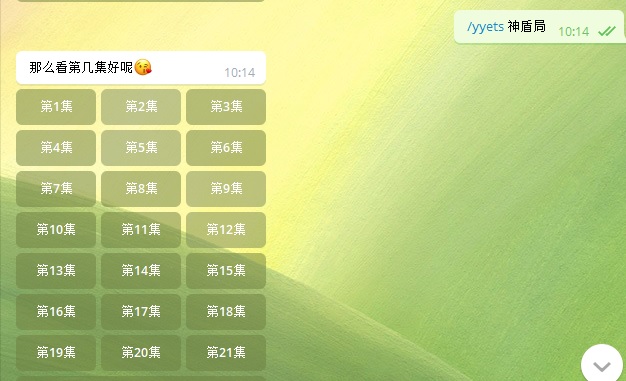 /yyets 神盾局 10:14
那么看第几集好呢😘 10:14
第1集 第2集 第3集
第4集 第5集 第6集
第7集 第8集 第9集
第10集 第11集 第12集
第13集 第14集 第15集
第16集 第17集 第18集
第19集 第20集 第21集